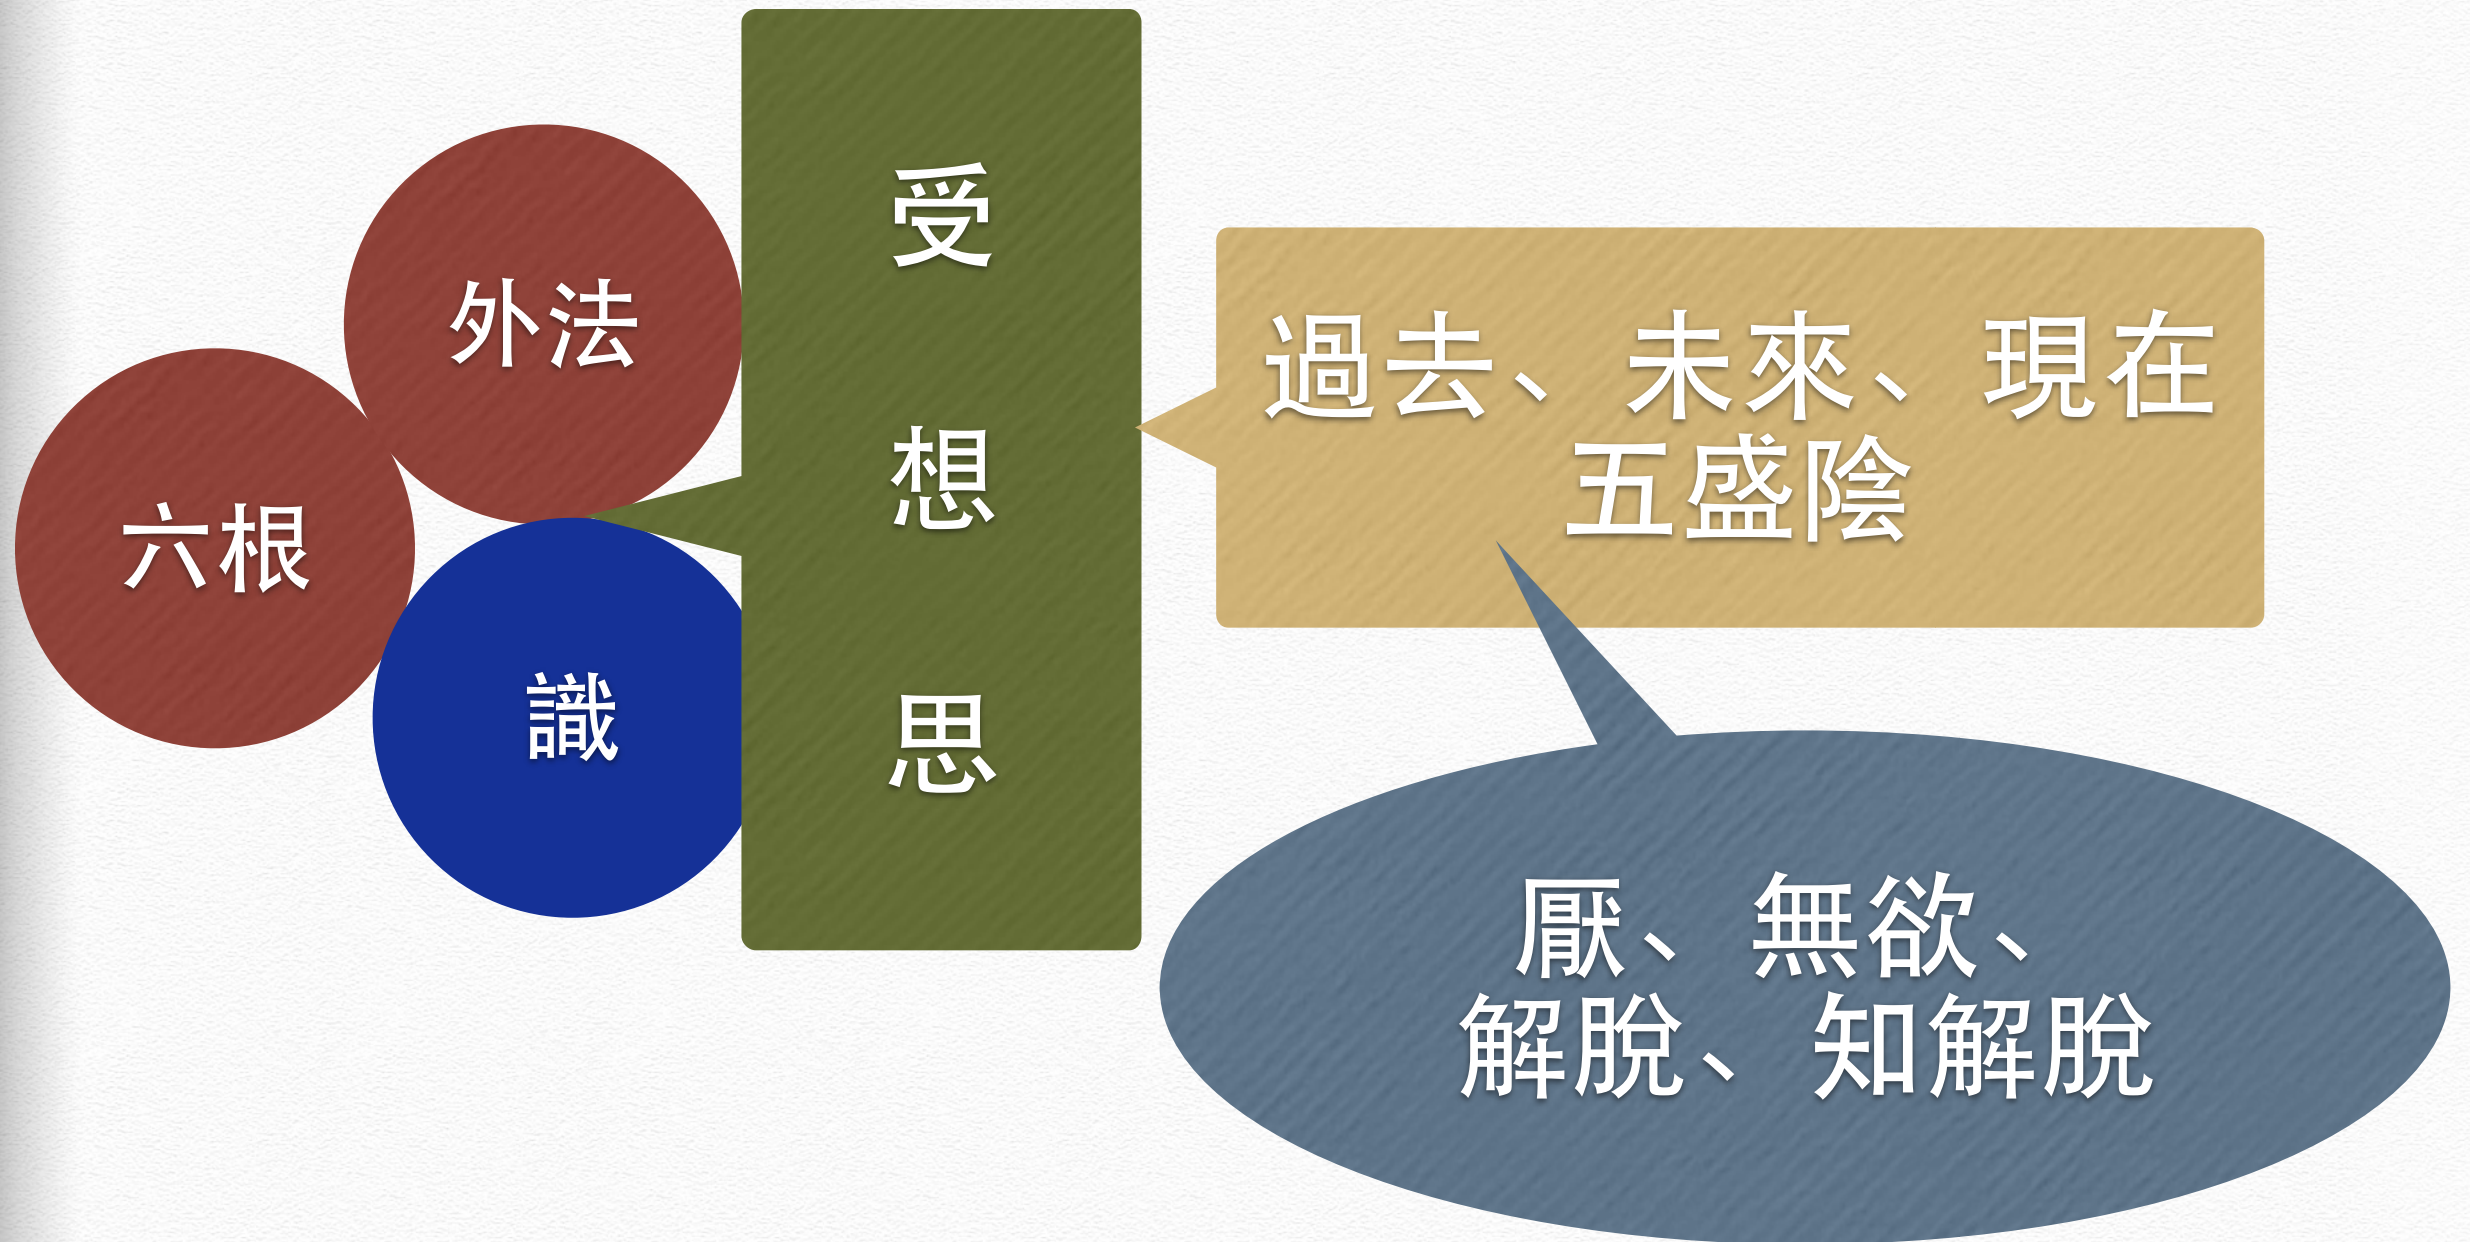 外法
六根
識
受
想
思
過去、未來、現在
五盛陰
厭、無欲、
解脫、知解脫